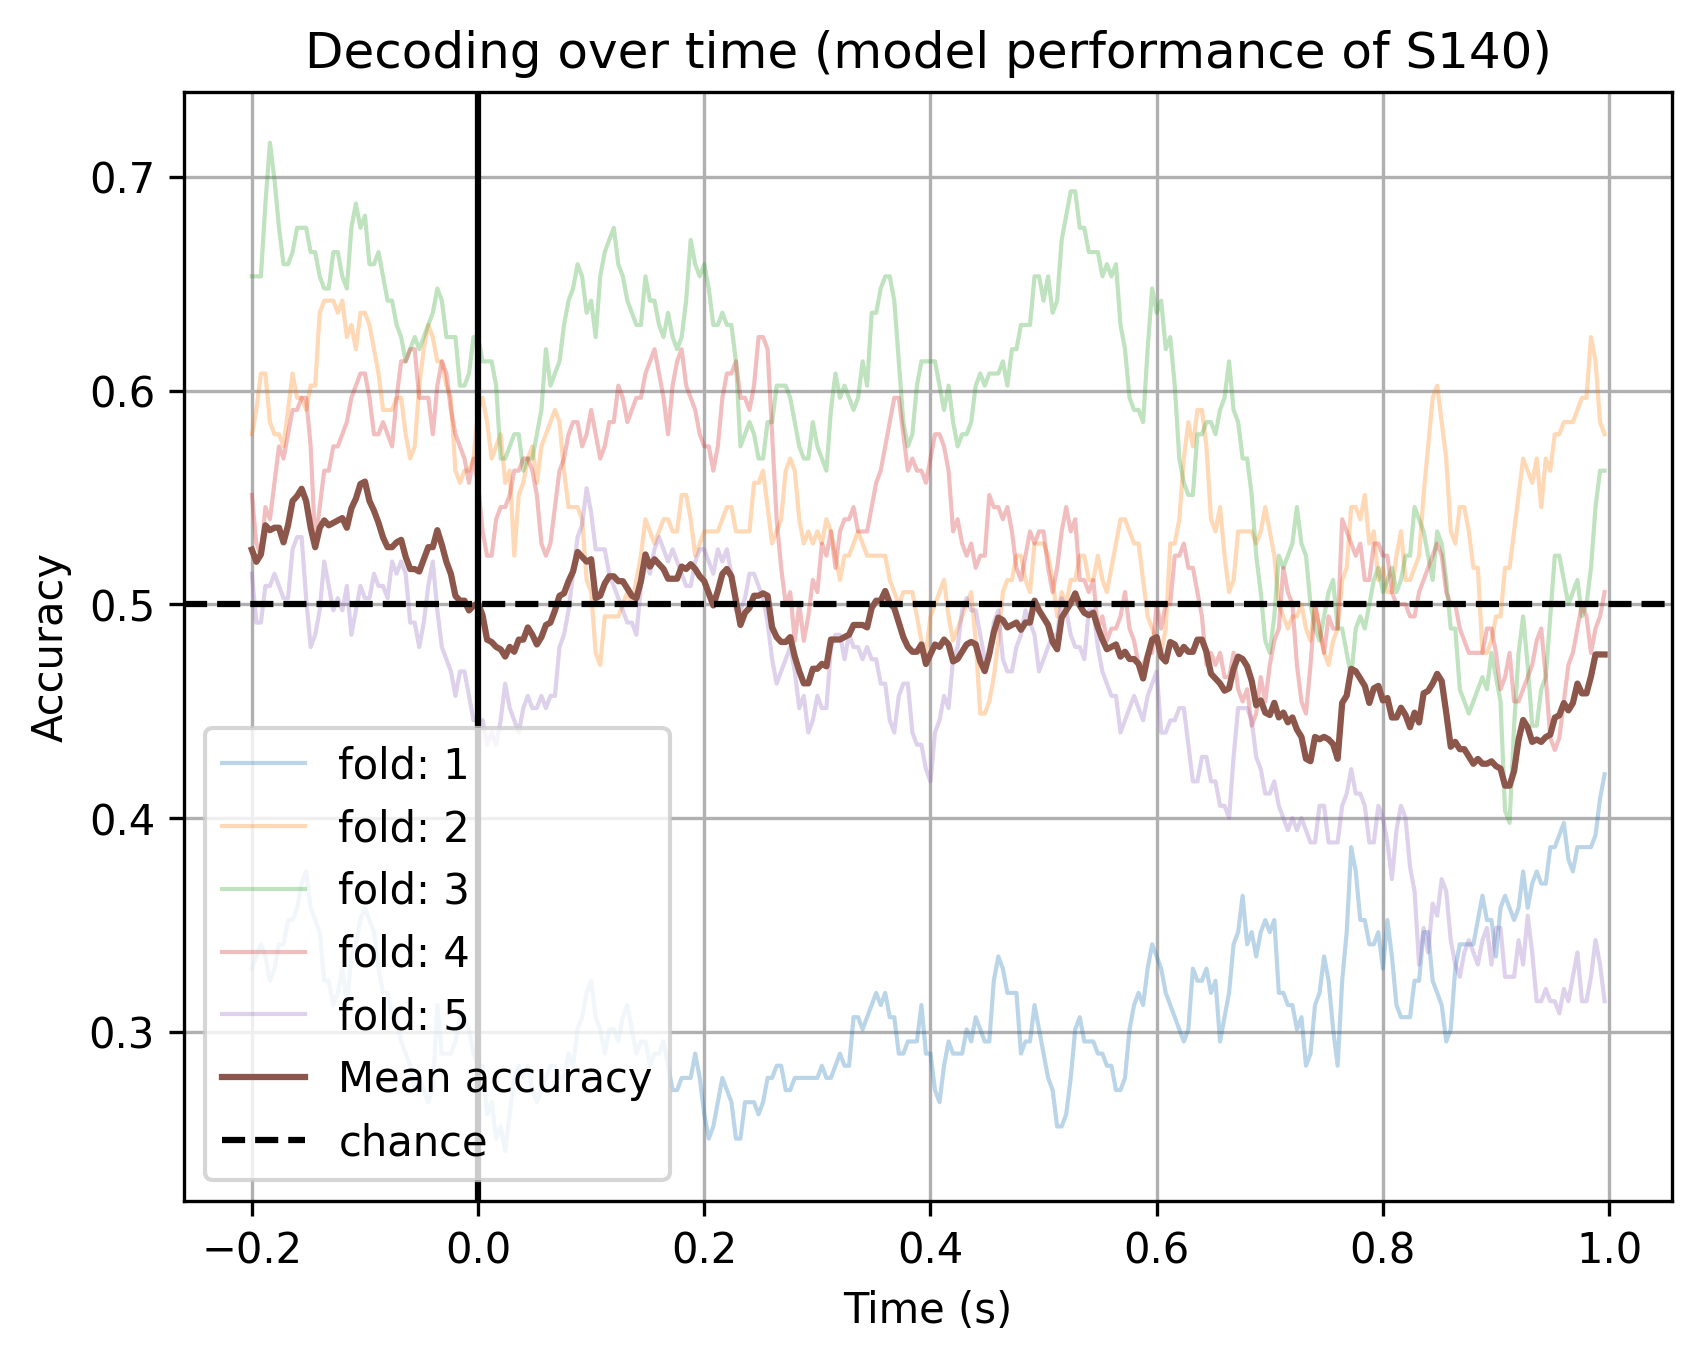 Decoding over time (model performance of S140)
Accuracy
0.7
0.6
0.5
0.4
0.3
fold: 1
fold: 2
fold: 3
fold: 4
fold: 5
Mean accuracy
chance
−0.2 0.0 0.2 0.4 0.6 0.8 1.0
Time (s)